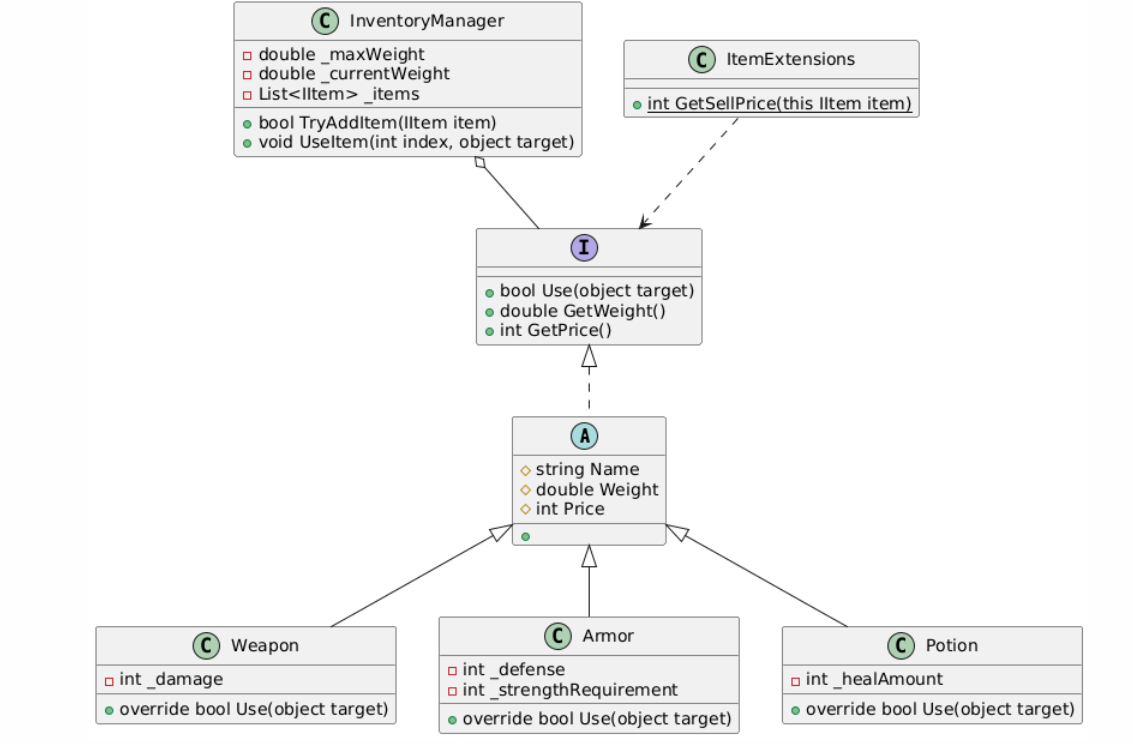 C InventoryManager
double _maxWeight
double _currentWeight
List<IItem> _items
bool TryAddItem(IItem item)
void UseItem(int index, object target)
C ItemExtensions
int GetSellPrice(this IItem item)
I
bool Use(object target)
double GetWeight()
int GetPrice()
A
string Name
double Weight
int Price
C Weapon
int _damage
override bool Use(object target)
C Armor
int _defense
int _strengthRequirement
override bool Use(object target)
C Potion
int _healAmount
override bool Use(object target)